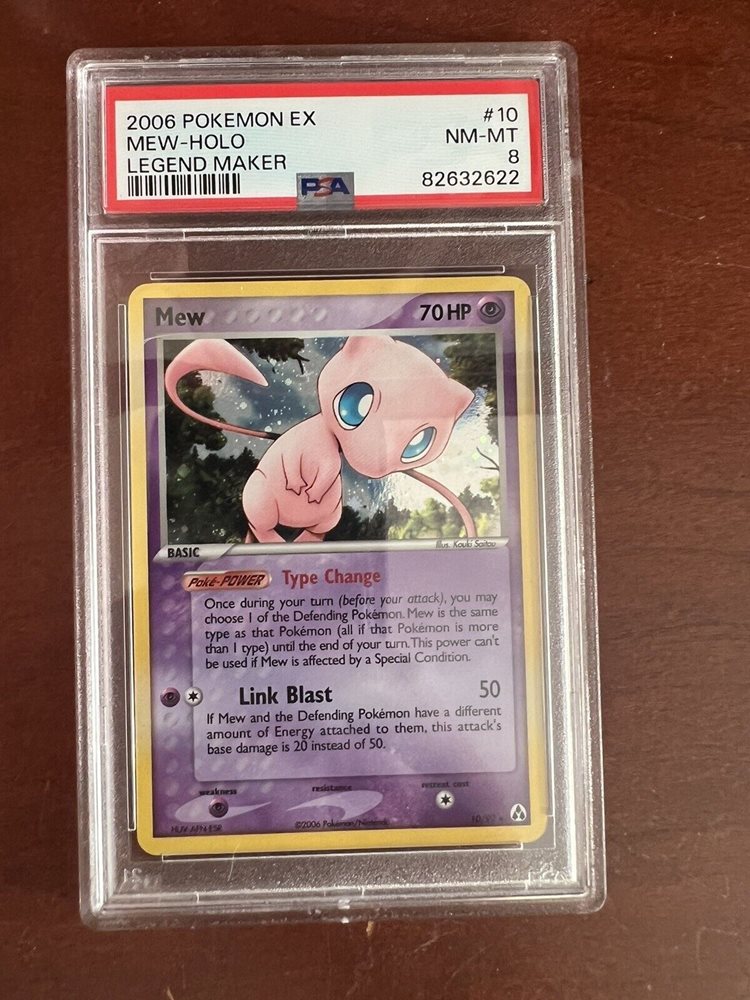 2006 POKEMON EX #10
MEW-HOLO NM-MT
LEGEND MAKER 8
PSA 82632622
Mew 70 HP
BASIC Illus. Kouki Saitou
Poké-POWER Type Change
Once during your turn (before your attack), you may
choose 1 of the Defending Pokémon. Mew is the same
type as that Pokémon (all if that Pokémon is more
than 1 type) until the end of your turn. This power can't
be used if Mew is affected by a Special Condition.
Link Blast 50
If Mew and the Defending Pokémon have a different
amount of Energy attached to them, this attack's
base damage is 20 instead of 50.
weakness resistance retreat cost
©2006 Pokémon/Nintendo